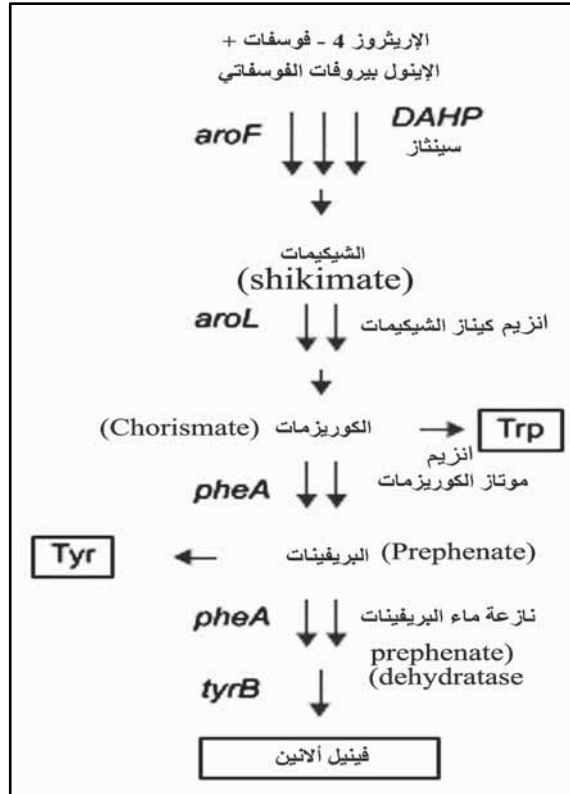 الإريثروز 4 - فوسفات +
الإينول بيروفات الفوسفاتي
aroF
DAHP
سينثاز
الشيكيمات
(shikimate)
aroL
انزيم كيناز الشيكيمات
الكوريزمات (Chorismate)
Trp
انزيم
موتاز الكوريزمات
pheA
Tyr
البريفينات (Prephenate)
pheA
نازعة ماء البريفينات
prephenate)
(dehydratase
tyrB
فينيل ألانين